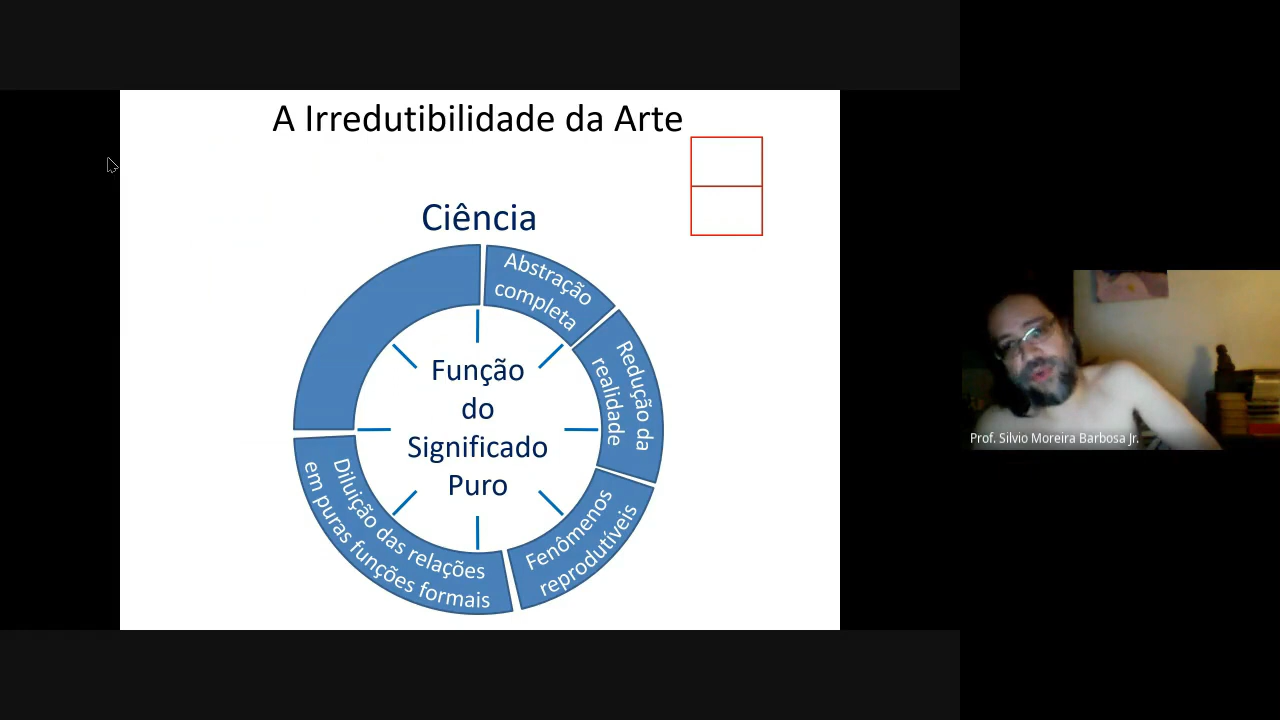 A Irredutibilidade da Arte
Ciência
Abstração
completa
Redução da
realidade
Fenômenos
reprodutíveis
Diluição das relações
em puras funções formais
Função
do
Significado
Puro
Prof. Silvio Moreira Barbosa Jr.